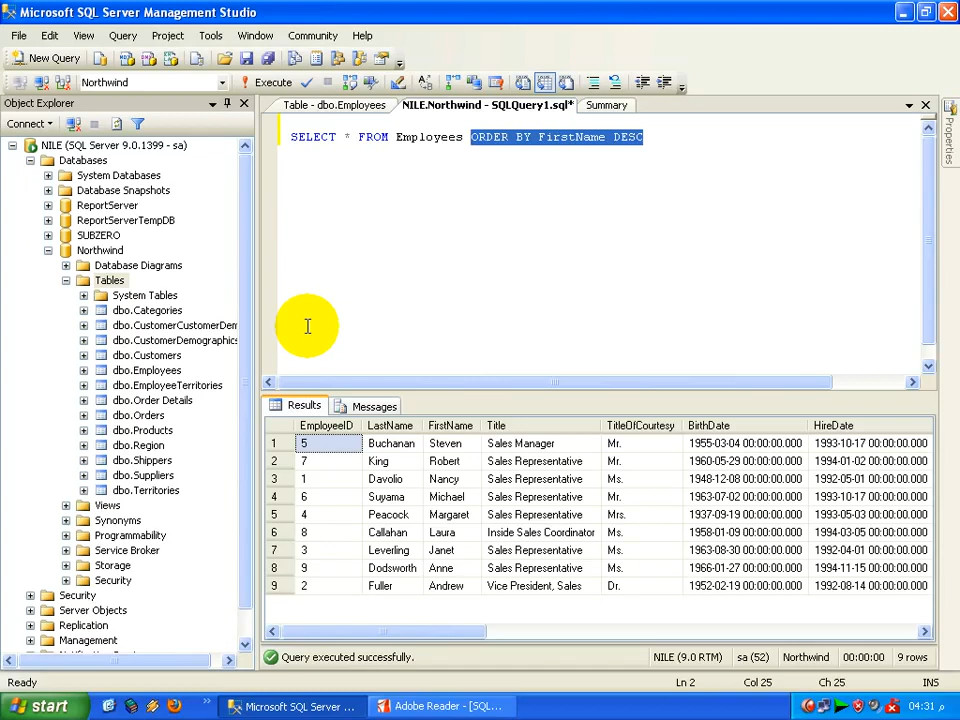 Microsoft SQL Server Management Studio
File Edit View Query Project Tools Window Community Help
New Query
Northwind Execute
Object Explorer
Table - dbo.Employees NILE.Northwind - SQLQuery1.sql* Summary
Connect
Properties
SELECT * FROM Employees ORDER BY FirstName DESC
NILE (SQL Server 9.0.1399 - sa)
Databases
System Databases
Database Snapshots
ReportServer
ReportServerTempDB
SUBZERO
Northwind
Database Diagrams
Tables
System Tables
dbo.Categories
dbo.CustomerCustomerDem
dbo.CustomerDemographics
dbo.Customers
dbo.Employees
dbo.EmployeeTerritories
dbo.Order Details
dbo.Orders
dbo.Products
dbo.Region
dbo.Shippers
dbo.Suppliers
dbo.Territories
Views
Synonyms
Programmability
Service Broker
Storage
Security
Security
Server Objects
Replication
Management
Results Messages
EmployeeID LastName FirstName Title TitleOfCourtesy BirthDate HireDate
1 5 Buchanan Steven Sales Manager Mr. 1955-03-04 00:00:00.000 1993-10-17 00:00:00.000
2 7 King Robert Sales Representative Mr. 1960-05-29 00:00:00.000 1994-01-02 00:00:00.000
3 1 Davolio Nancy Sales Representative Ms. 1948-12-08 00:00:00.000 1992-05-01 00:00:00.000
4 6 Suyama Michael Sales Representative Mr. 1963-07-02 00:00:00.000 1993-10-17 00:00:00.000
5 4 Peacock Margaret Sales Representative Mrs. 1937-09-19 00:00:00.000 1993-05-03 00:00:00.000
6 8 Callahan Laura Inside Sales Coordinator Ms. 1958-01-09 00:00:00.000 1994-03-05 00:00:00.000
7 3 Leverling Janet Sales Representative Ms. 1963-08-30 00:00:00.000 1992-04-01 00:00:00.000
8 9 Dodsworth Anne Sales Representative Ms. 1966-01-27 00:00:00.000 1994-11-15 00:00:00.000
9 2 Fuller Andrew Vice President, Sales Dr. 1952-02-19 00:00:00.000 1992-08-14 00:00:00.000
Query executed successfully. NILE (9.0 RTM) sa (52) Northwind 00:00:00 9 rows
Ready Ln 2 Col 25 Ch 25 INS
start Microsoft SQL Server ... Adobe Reader - [SQL... 04:31 م